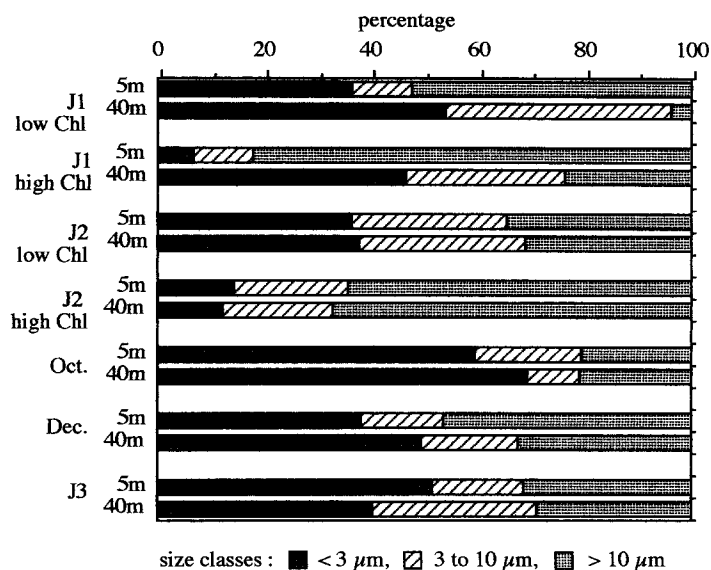 percentage
0 20 40 60 80 100
J1
low Chl
5m
40m
J1
high Chl
5m
40m
J2
low Chl
5m
40m
J2
high Chl
5m
40m
Oct.
5m
40m
Dec.
5m
40m
J3
5m
40m
size classes : < 3 µm, 3 to 10 µm, > 10 µm